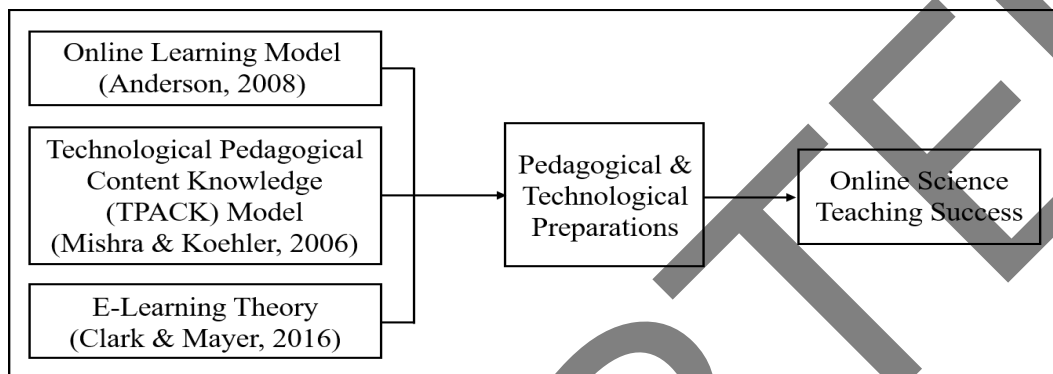 Online Learning Model
(Anderson, 2008)
Technological Pedagogical
Content Knowledge
(TPACK) Model
(Mishra & Koehler, 2006)
E-Learning Theory
(Clark & Mayer, 2016)
Pedagogical &
Technological
Preparations
Online Science
Teaching Success
PTE